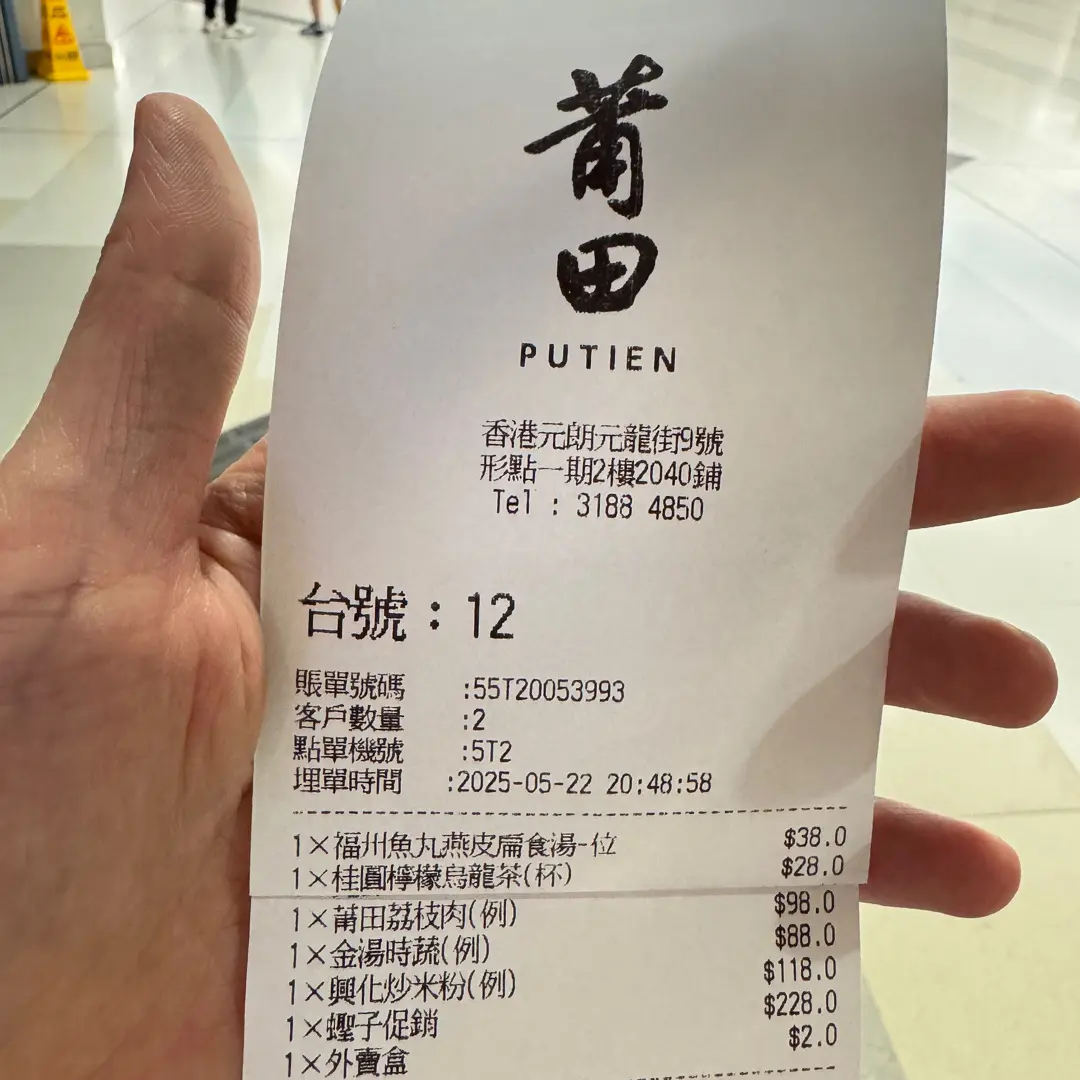 莆
田
PUTIEN
香港元朗元龍街9號
形點一期2樓2040鋪
Tel : 3188 4850
台號：12
賬單號碼 :55T20053993
客戶數量 :2
點單機號 :5T2
埋單時間 :2025-05-22 20:48:58
1×福州魚丸燕皮扁食湯-位 $38.0
1×桂圓檸檬烏龍茶(杯) $28.0
1×莆田荔枝肉(例) $98.0
1×金湯時蔬(例) $88.0
1×興化炒米粉(例) $118.0
1×蟶子促銷 $228.0
1×外賣盒 $2.0